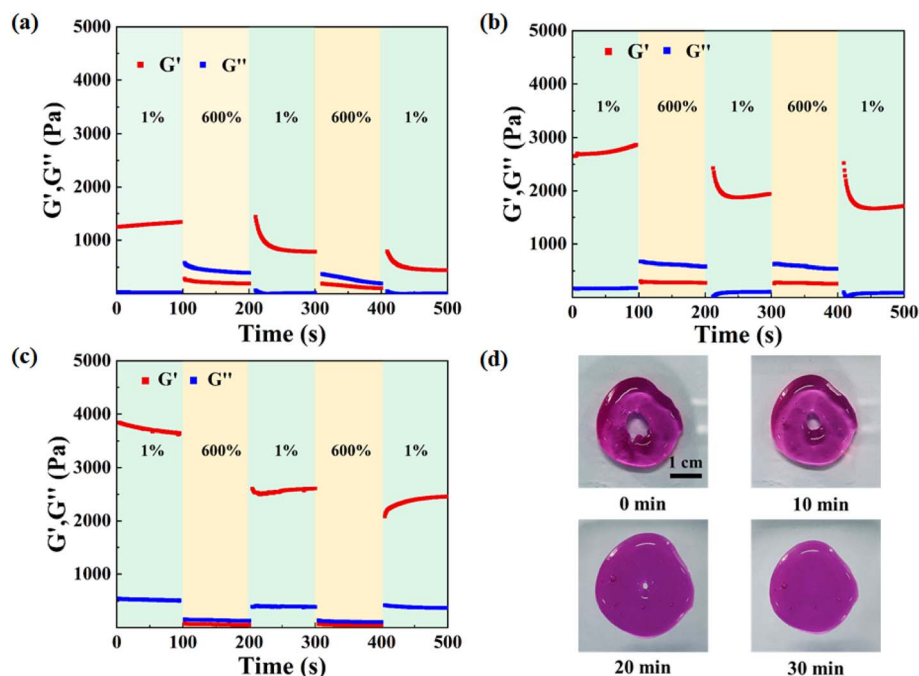 (a)
5000
4000
3000
2000
1000
G',G'' (Pa)
G' G''
1% 600% 1% 600% 1%
0 100 200 300 400 500
Time (s)
(b)
5000
4000
3000
2000
1000
0
G',G'' (Pa)
G' G''
1% 600% 1% 600% 1%
0 100 200 300 400 500
Time (s)
(c)
5000
4000
3000
2000
1000
G',G'' (Pa)
G' G''
1% 600% 1% 600% 1%
0 100 200 300 400 500
Time (s)
(d)
1 cm
0 min 10 min
20 min 30 min